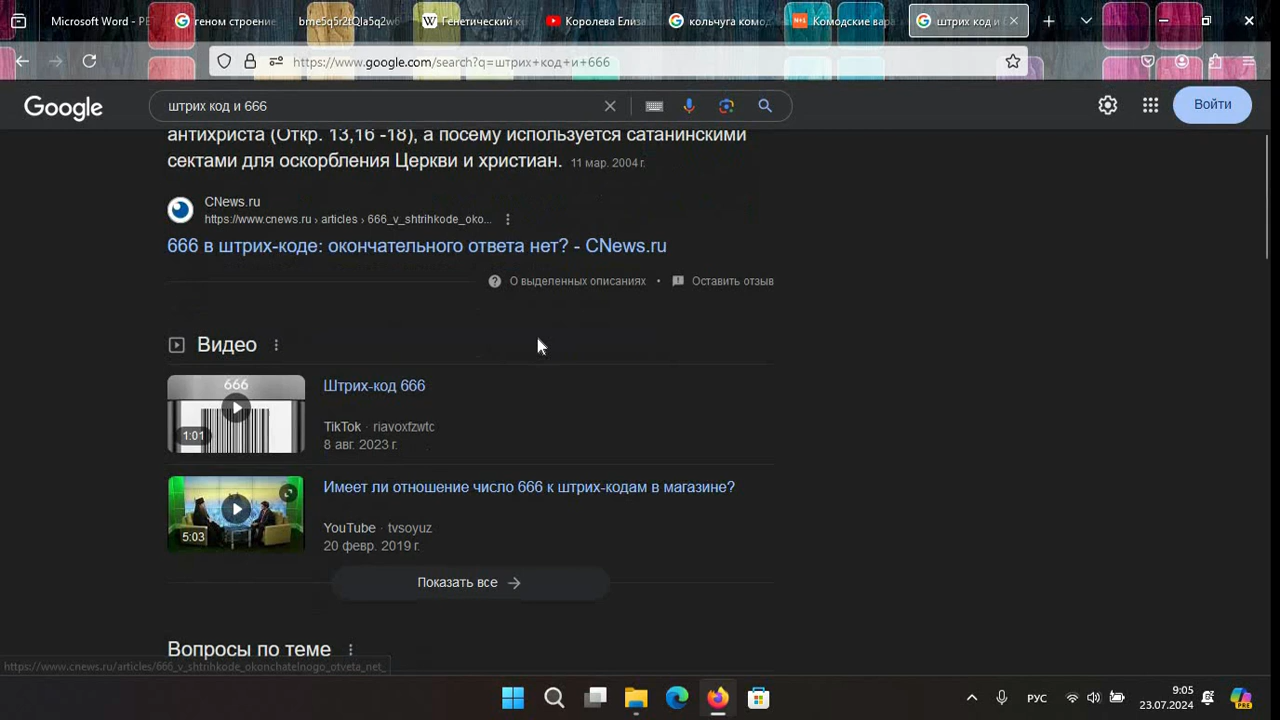 Microsoft Word - PE
геном строение
bme5q5r2tQIa5q2w6
Генетический к
Королева Елиза
кольчуга комо
Комодские вара
штрих код и 6
https://www.google.com/search?q=штрих+код+и+666
Google
штрих код и 666
Войти
антихриста (Откр. 13,16 -18), а посему используется сатанинскими
сектами для оскорбления Церкви и христиан. 11 мар. 2004 г.
CNews.ru
https://www.cnews.ru › articles › 666_v_shtrihkode_oko...
666 в штрих-коде: окончательного ответа нет? - CNews.ru
О выделенных описаниях • Оставить отзыв
Видео
666
1:01
Штрих-код 666
TikTok · riavoxfzwtc
8 авг. 2023 г.
5:03
Имеет ли отношение число 666 к штрих-кодам в магазине?
YouTube · tvsoyuz
20 февр. 2019 г.
Показать все
Вопросы по теме
https://www.cnews.ru/articles/666_v_shtrihkode_okonchatelnogo_otveta_net_
РУС
9:05
23.07.2024
PRE